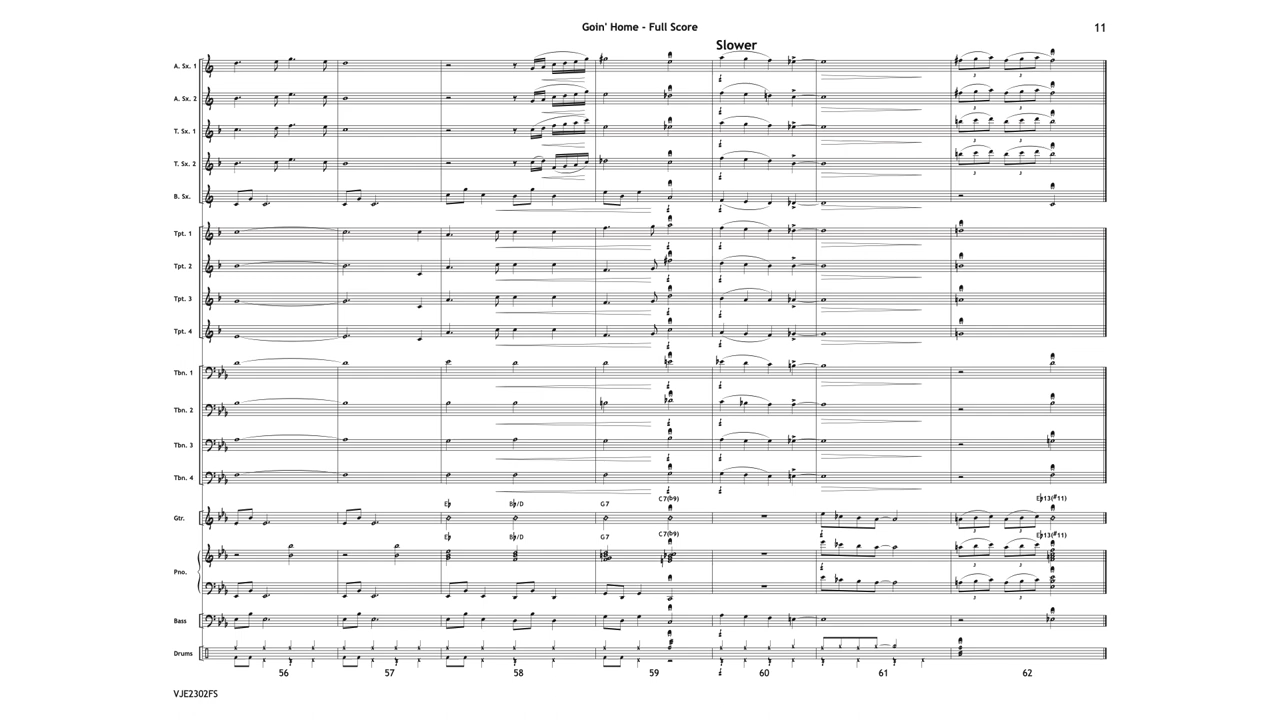 Goin' Home - Full Score
11
Slower
A. Sx. 1
A. Sx. 2
T. Sx. 1
T. Sx. 2
B. Sx.
Tpt. 1
Tpt. 2
Tpt. 3
Tpt. 4
Tbn. 1
Tbn. 2
Tbn. 3
Tbn. 4
E♭ B♭/D G7 C7(♭9) E♭13(♯11)
Gtr.
E♭ B♭/D G7 C7(♭9) E♭13(♯11)
Pno.
Bass
Drums
56 57 58 59 60 61 62
VJE2302FS